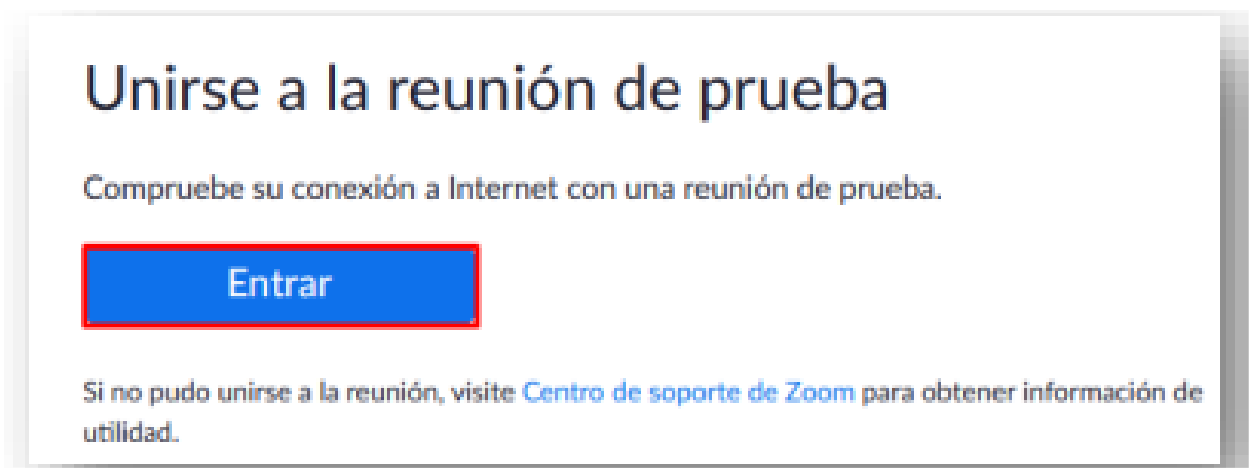 Unirse a la reunión de prueba
Compruebe su conexión a Internet con una reunión de prueba.
Entrar
Si no pudo unirse a la reunión, visite Centro de soporte de Zoom para obtener información de
utilidad.